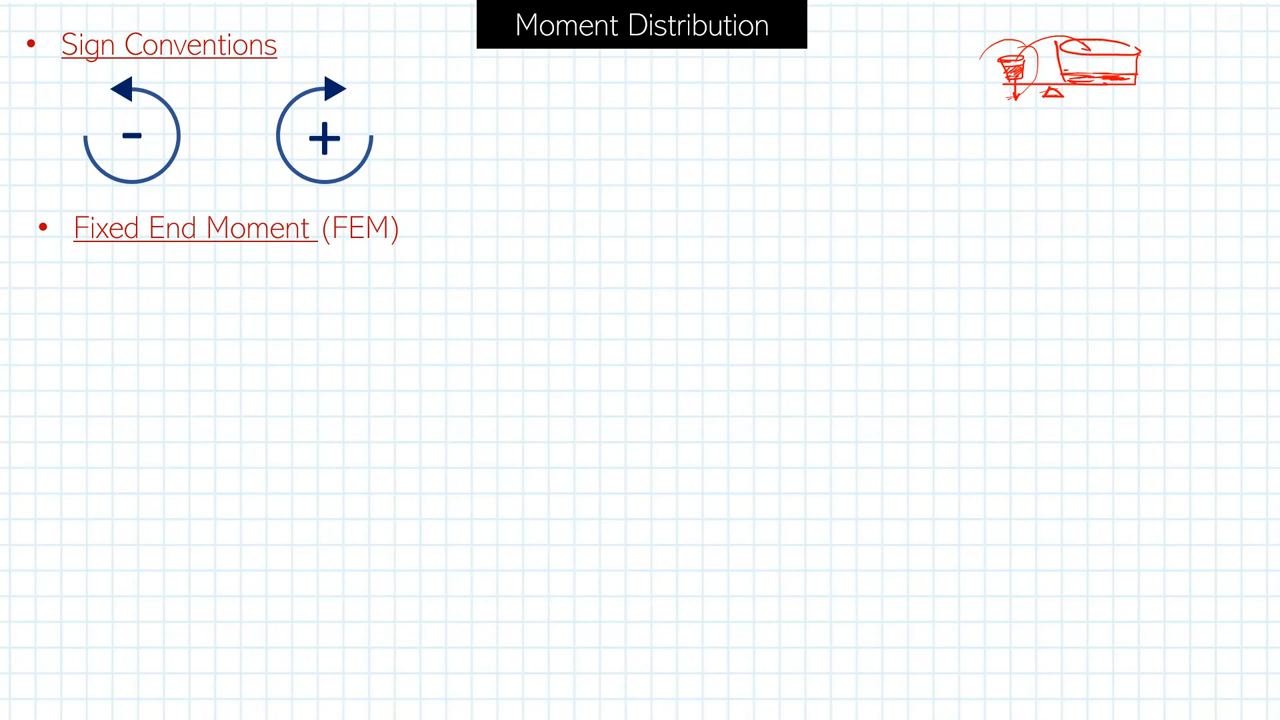 Moment Distribution
• Sign Conventions
- +
• Fixed End Moment (FEM)